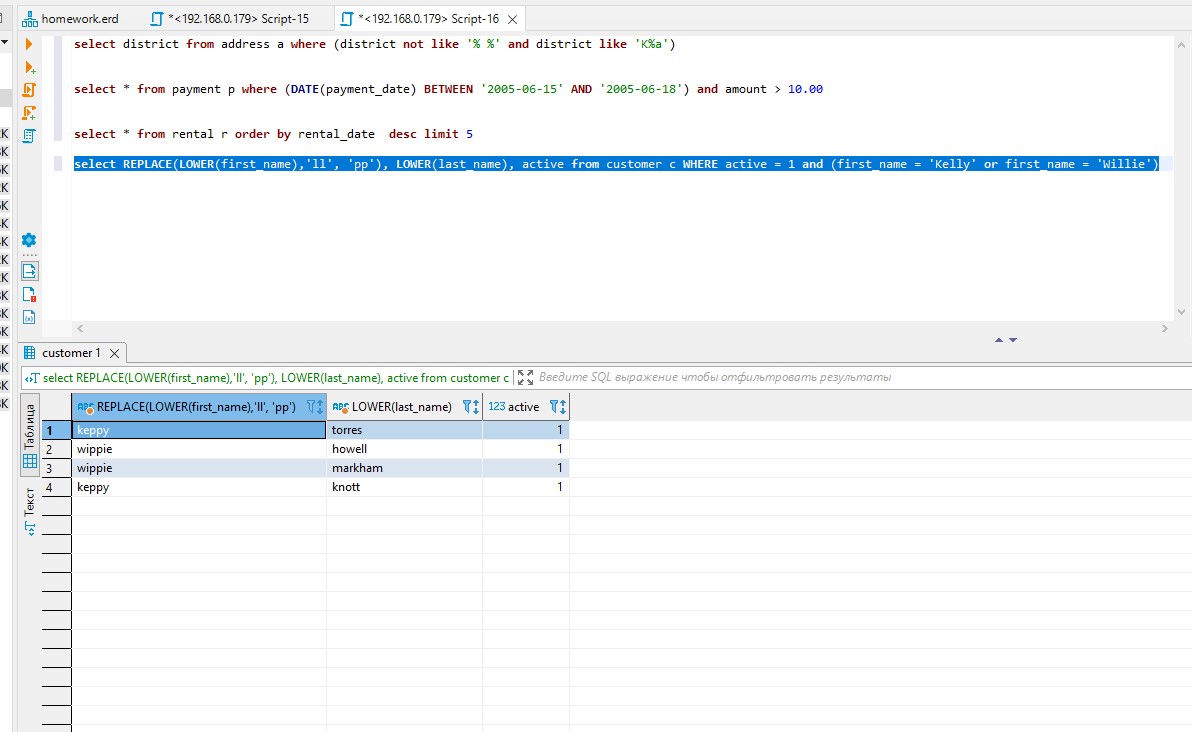 homework.erd
*<192.168.0.179> Script-15
*<192.168.0.179> Script-16
select district from address a where (district not like '% %' and district like 'K%a')
select * from payment p where (DATE(payment_date) BETWEEN '2005-06-15' AND '2005-06-18') and amount > 10.00
select * from rental r order by rental_date  desc limit 5
select REPLACE(LOWER(first_name),'ll', 'pp'), LOWER(last_name), active from customer c WHERE active = 1 and (first_name = 'Kelly' or first_name = 'Willie')
customer 1
select REPLACE(LOWER(first_name),'ll', 'pp'), LOWER(last_name), active from customer c
Введите SQL выражение чтобы отфильтровать результаты
Таблица
Текст
ABC REPLACE(LOWER(first_name),'ll', 'pp') ABC LOWER(last_name) 123 active
1 keppy torres 1
2 wippie howell 1
3 wippie markham 1
4 keppy knott 1